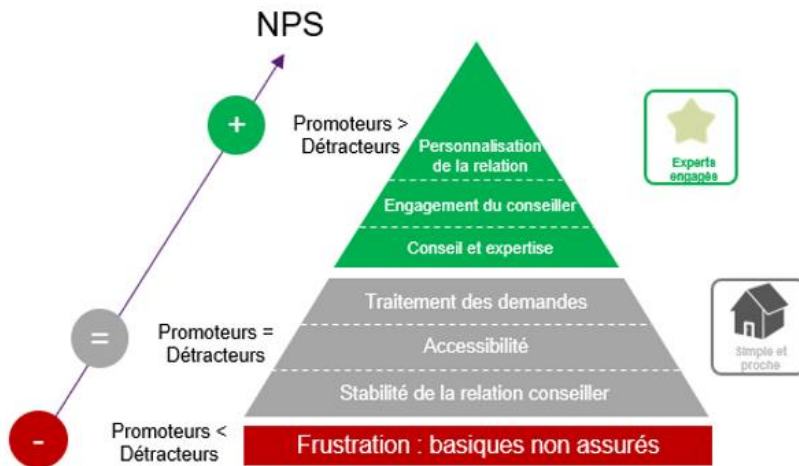 NPS
+
Promoteurs >
Détracteurs
Personnalisation
de la relation
Engagement du conseiller
Conseil et expertise
Experts
engagés
=
Promoteurs =
Détracteurs
Traitement des demandes
Accessibilité
Stabilité de la relation conseiller
Simple et
proche
-
Promoteurs <
Détracteurs
Frustration : basiques non assurés